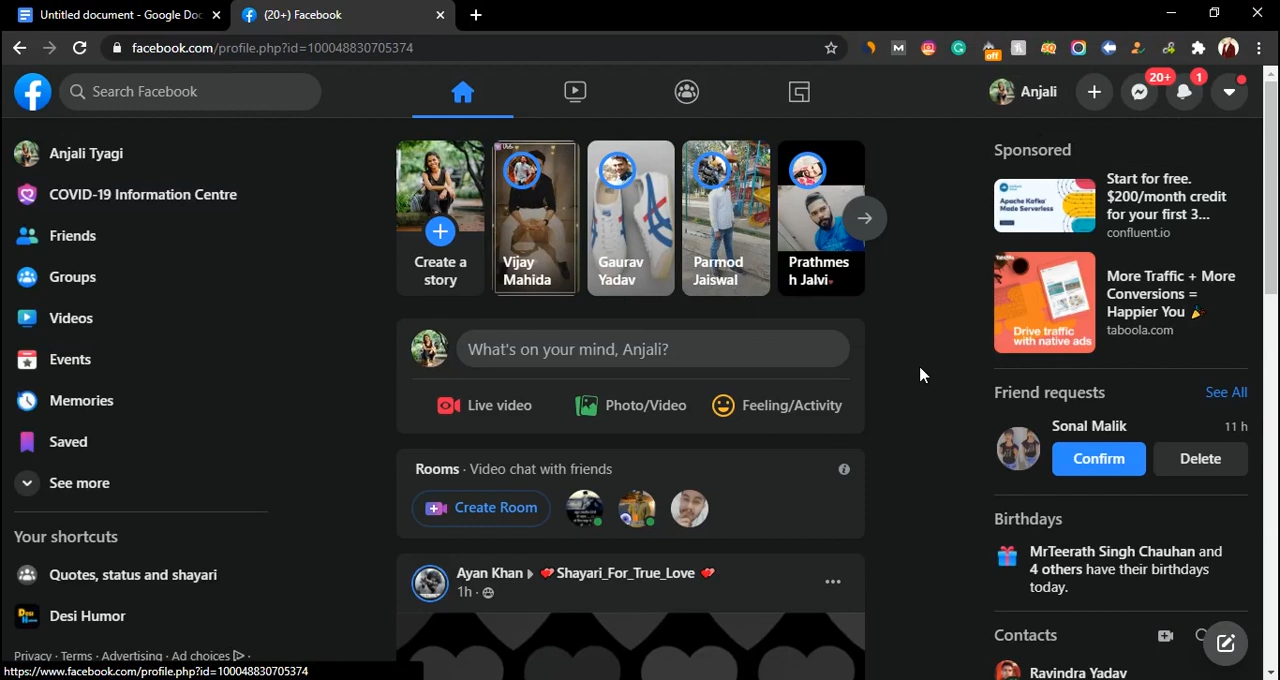 Untitled document - Google Doc
(20+) Facebook
facebook.com/profile.php?id=100048830705374
off
Search Facebook
Anjali
20+
1
Anjali Tyagi
COVID-19 Information Centre
Friends
Groups
Videos
Events
Memories
Saved
See more
Your shortcuts
Quotes, status and shayari
Desi Humor
Privacy · Terms · Advertising · Ad choices ·
https://www.facebook.com/profile.php?id=100048830705374
Create a
story
Vijay
Mahida
Gaurav
Yadav
Parmod
Jaiswal
Prathmes
h Jalvi
What's on your mind, Anjali?
Live video
Photo/Video
Feeling/Activity
Rooms · Video chat with friends
Create Room
Ayan Khan ▸ 💕Shayari_For_True_Love 💕
1h ·
Sponsored
Apache Kafka
Made Serverless
Start for free.
$200/month credit
for your first 3...
confluent.io
Drive traffic
with native ads
More Traffic + More
Conversions =
Happier You 🎉
taboola.com
Friend requests
See All
Sonal Malik
11 h
Confirm
Delete
Birthdays
MrTeerath Singh Chauhan and
4 others have their birthdays
today.
Contacts
Ravindra Yadav